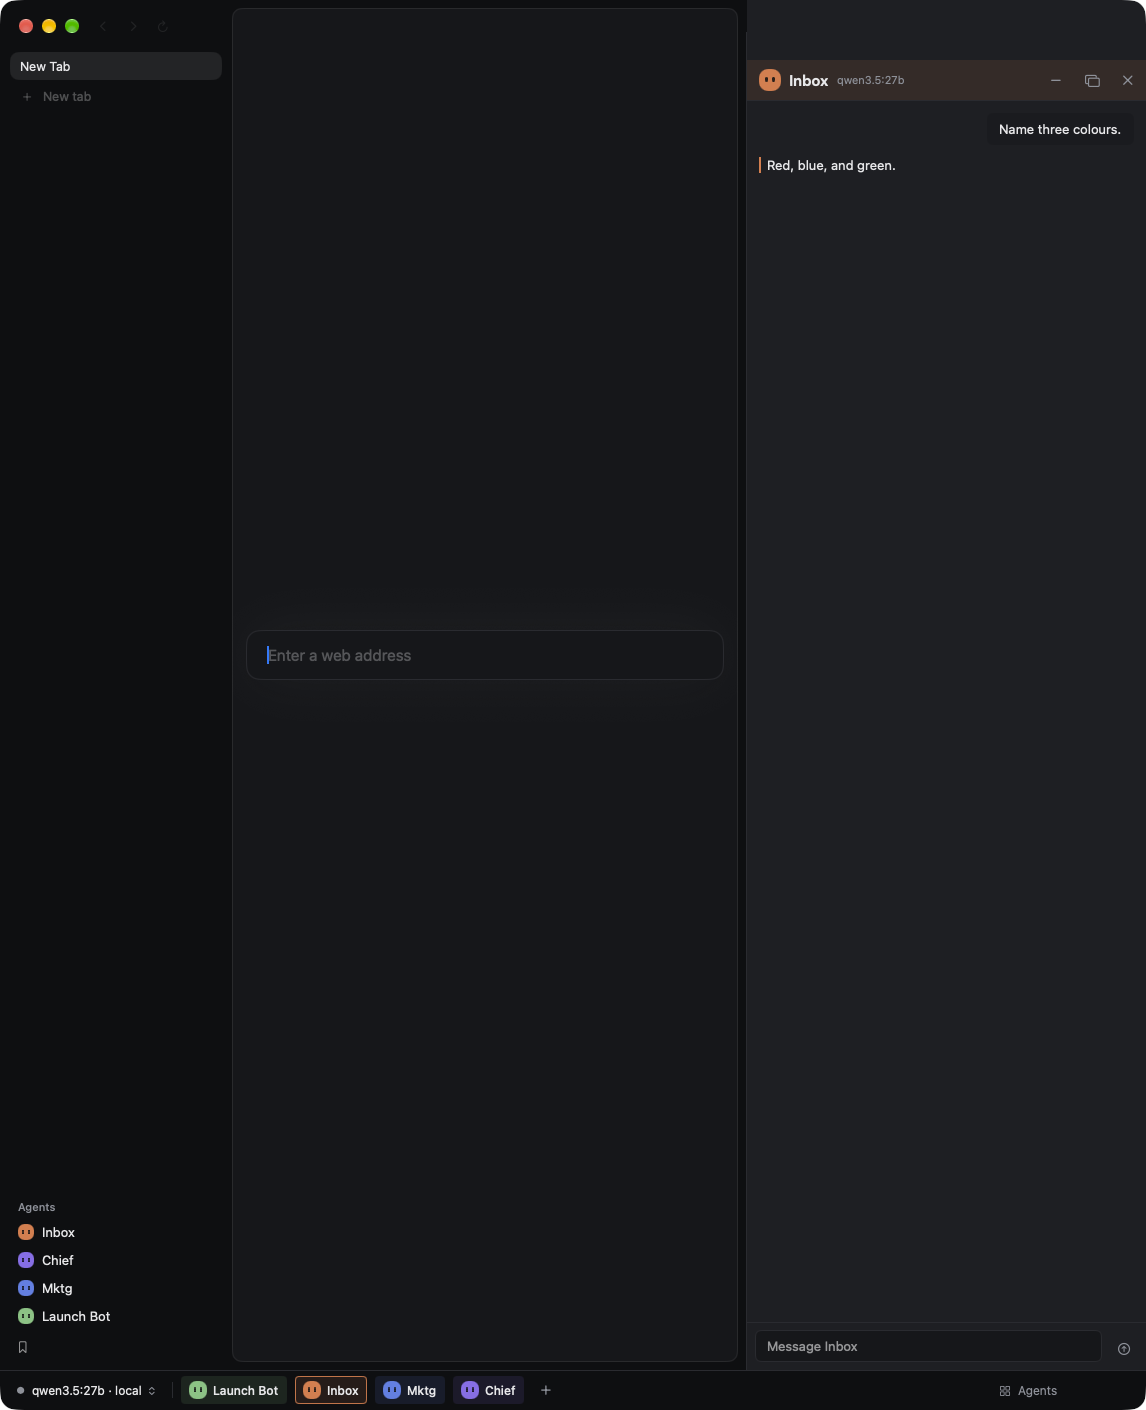 New Tab
New tab
Enter a web address
Inbox qwen3.5:27b
Name three colours.
Red, blue, and green.
Message Inbox
Agents
Inbox
Chief
Mktg
Launch Bot
qwen3.5:27b · local
Launch Bot
Inbox
Mktg
Chief
Agents